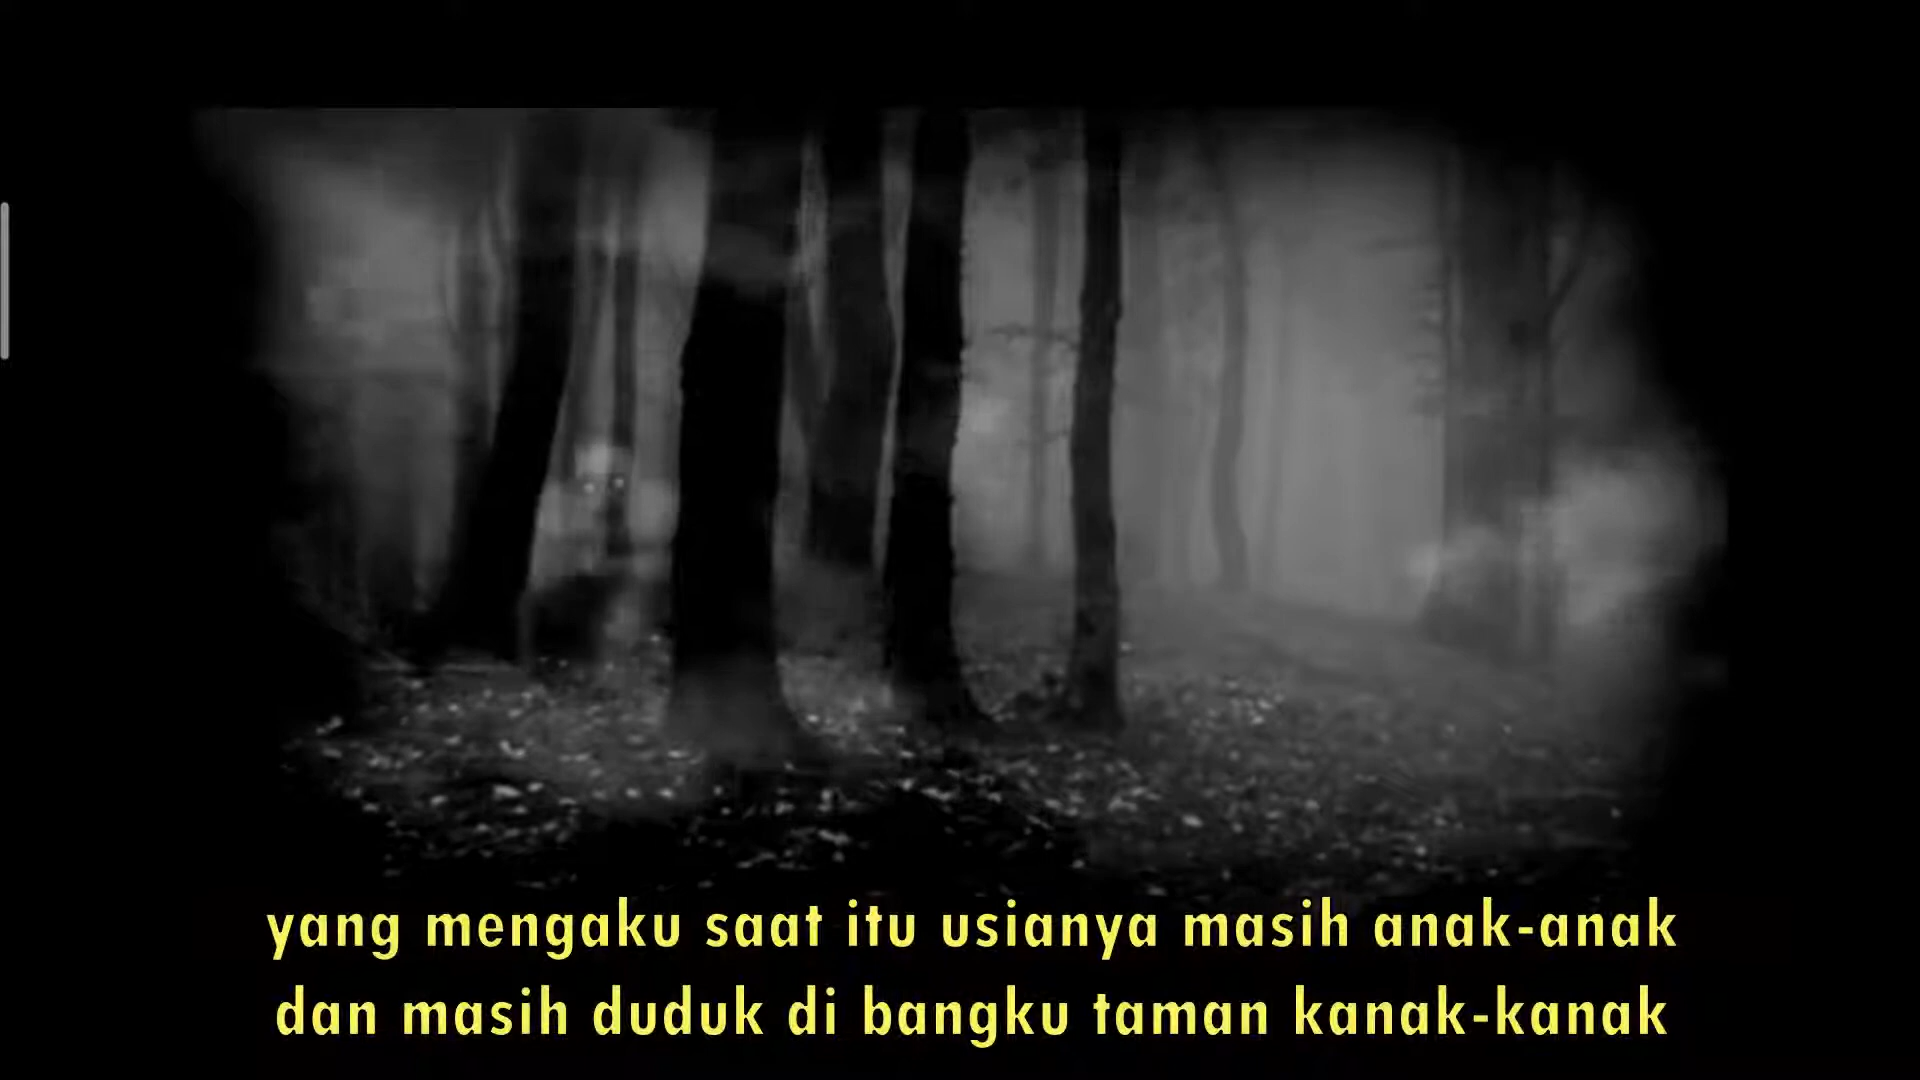 yang mengaku saat itu usianya masih anak-anak
dan masih duduk di bangku taman kanak-kanak